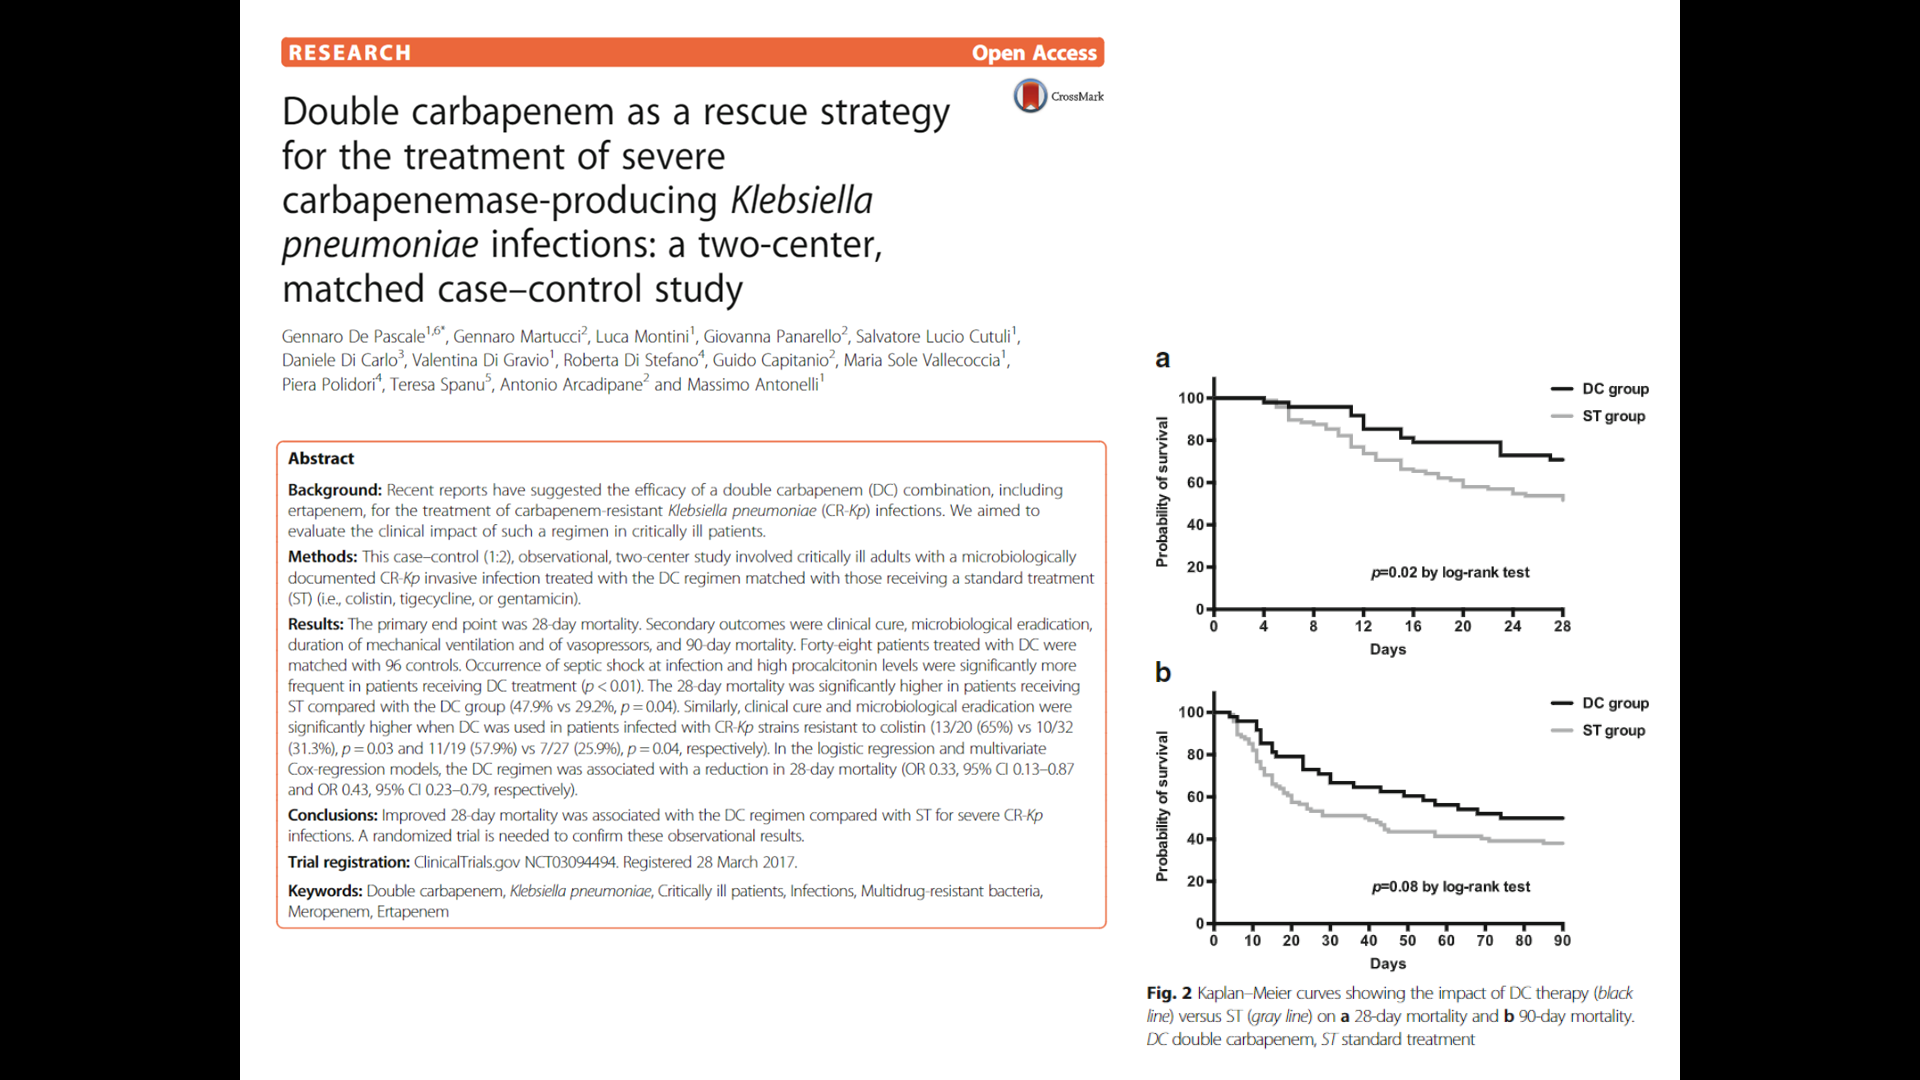 RESEARCH
Open Access
CrossMark
Double carbapenem as a rescue strategy
for the treatment of severe
carbapenemase-producing Klebsiella
pneumoniae infections: a two-center,
matched case–control study
Gennaro De Pascale1,6*, Gennaro Martucci2, Luca Montini1, Giovanna Panarello2, Salvatore Lucio Cutuli1,
Daniele Di Carlo3, Valentina Di Gravio1, Roberta Di Stefano4, Guido Capitanio2, Maria Sole Vallecoccia1,
Piera Polidori4, Teresa Spanu5, Antonio Arcadipane2 and Massimo Antonelli1
Abstract
Background: Recent reports have suggested the efficacy of a double carbapenem (DC) combination, including
ertapenem, for the treatment of carbapenem-resistant Klebsiella pneumoniae (CR-Kp) infections. We aimed to
evaluate the clinical impact of such a regimen in critically ill patients.
Methods: This case–control (1:2), observational, two-center study involved critically ill adults with a microbiologically
documented CR-Kp invasive infection treated with the DC regimen matched with those receiving a standard treatment
(ST) (i.e., colistin, tigecycline, or gentamicin).
Results: The primary end point was 28-day mortality. Secondary outcomes were clinical cure, microbiological eradication,
duration of mechanical ventilation and of vasopressors, and 90-day mortality. Forty-eight patients treated with DC were
matched with 96 controls. Occurrence of septic shock at infection and high procalcitonin levels were significantly more
frequent in patients receiving DC treatment (p < 0.01). The 28-day mortality was significantly higher in patients receiving
ST compared with the DC group (47.9% vs 29.2%, p = 0.04). Similarly, clinical cure and microbiological eradication were
significantly higher when DC was used in patients infected with CR-Kp strains resistant to colistin (13/20 (65%) vs 10/32
(31.3%), p = 0.03 and 11/19 (57.9%) vs 7/27 (25.9%), p = 0.04, respectively). In the logistic regression and multivariate
Cox-regression models, the DC regimen was associated with a reduction in 28-day mortality (OR 0.33, 95% CI 0.13–0.87
and OR 0.43, 95% CI 0.23–0.79, respectively).
Conclusions: Improved 28-day mortality was associated with the DC regimen compared with ST for severe CR-Kp
infections. A randomized trial is needed to confirm these observational results.
Trial registration: ClinicalTrials.gov NCT03094494. Registered 28 March 2017.
Keywords: Double carbapenem, Klebsiella pneumoniae, Critically ill patients, Infections, Multidrug-resistant bacteria,
Meropenem, Ertapenem
a
DC group
ST group
Probability of survival
100
80
60
40
20
0
p=0.02 by log-rank test
0 4 8 12 16 20 24 28
Days
b
DC group
ST group
Probability of survival
100
80
60
40
20
0
p=0.08 by log-rank test
0 10 20 30 40 50 60 70 80 90
Days
Fig. 2 Kaplan–Meier curves showing the impact of DC therapy (black
line) versus ST (gray line) on a 28-day mortality and b 90-day mortality.
DC double carbapenem, ST standard treatment